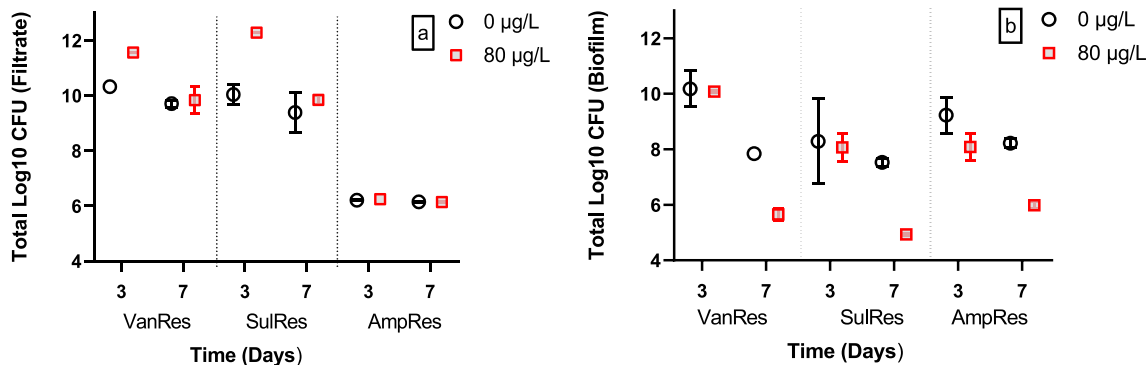 Total Log10 CFU (Filtrate)
12
10
8
6
4
a
0 µg/L
80 µg/L
3 7 3 7 3 7
VanRes SulRes AmpRes
Time (Days)
Total Log10 CFU (Biofilm)
12
10
8
6
4
b
0 µg/L
80 µg/L
3 7 3 7 3 7
VanRes SulRes AmpRes
Time (Days)